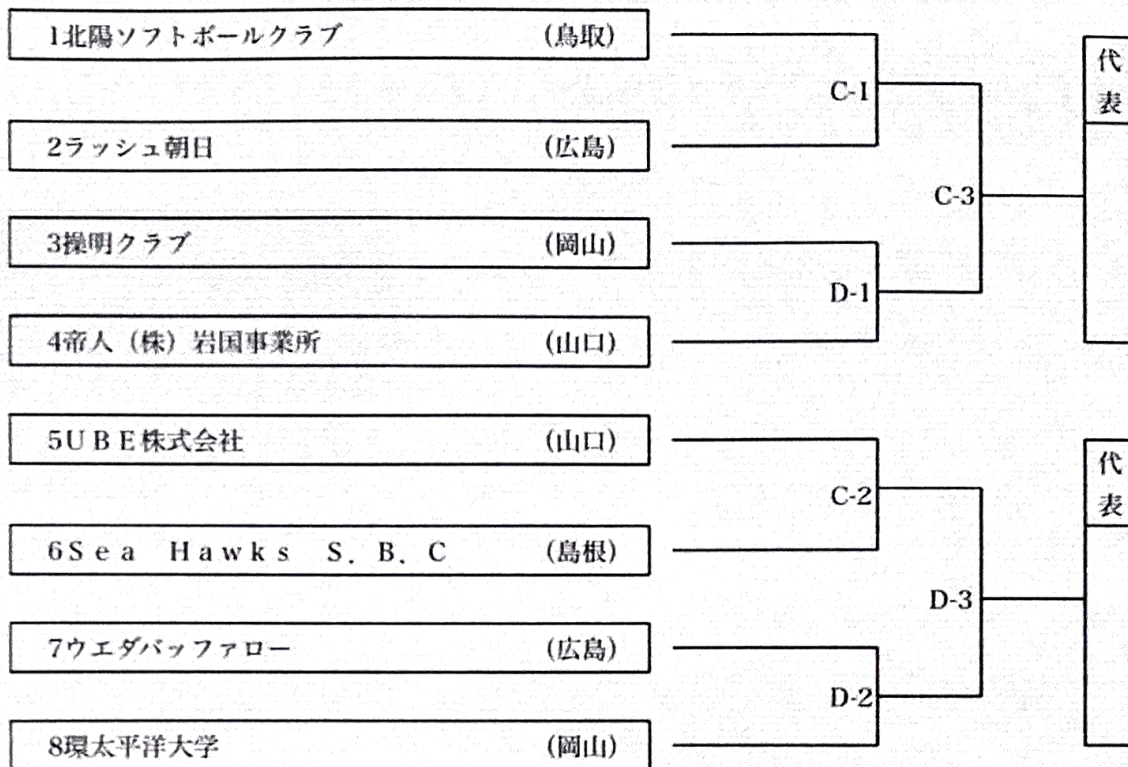 1北陽ソフトボールクラブ (鳥取)
2ラッシュ朝日 (広島)
3操明クラブ (岡山)
4帝人（株）岩国事業所 (山口)
5ＵＢＥ株式会社 (山口)
6Ｓｅａ　Ｈａｗｋｓ　Ｓ．Ｂ．Ｃ (島根)
7ウエダバッファロー (広島)
8環太平洋大学 (岡山)
C-1
D-1
C-2
D-2
C-3
D-3
代表
代表